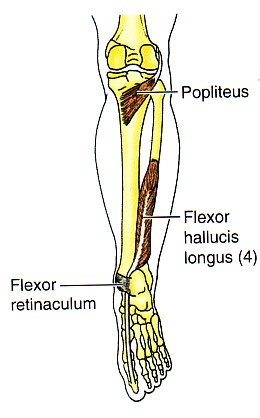 Popliteus
Flexor
hallucis
longus (4)
Flexor
retinaculum